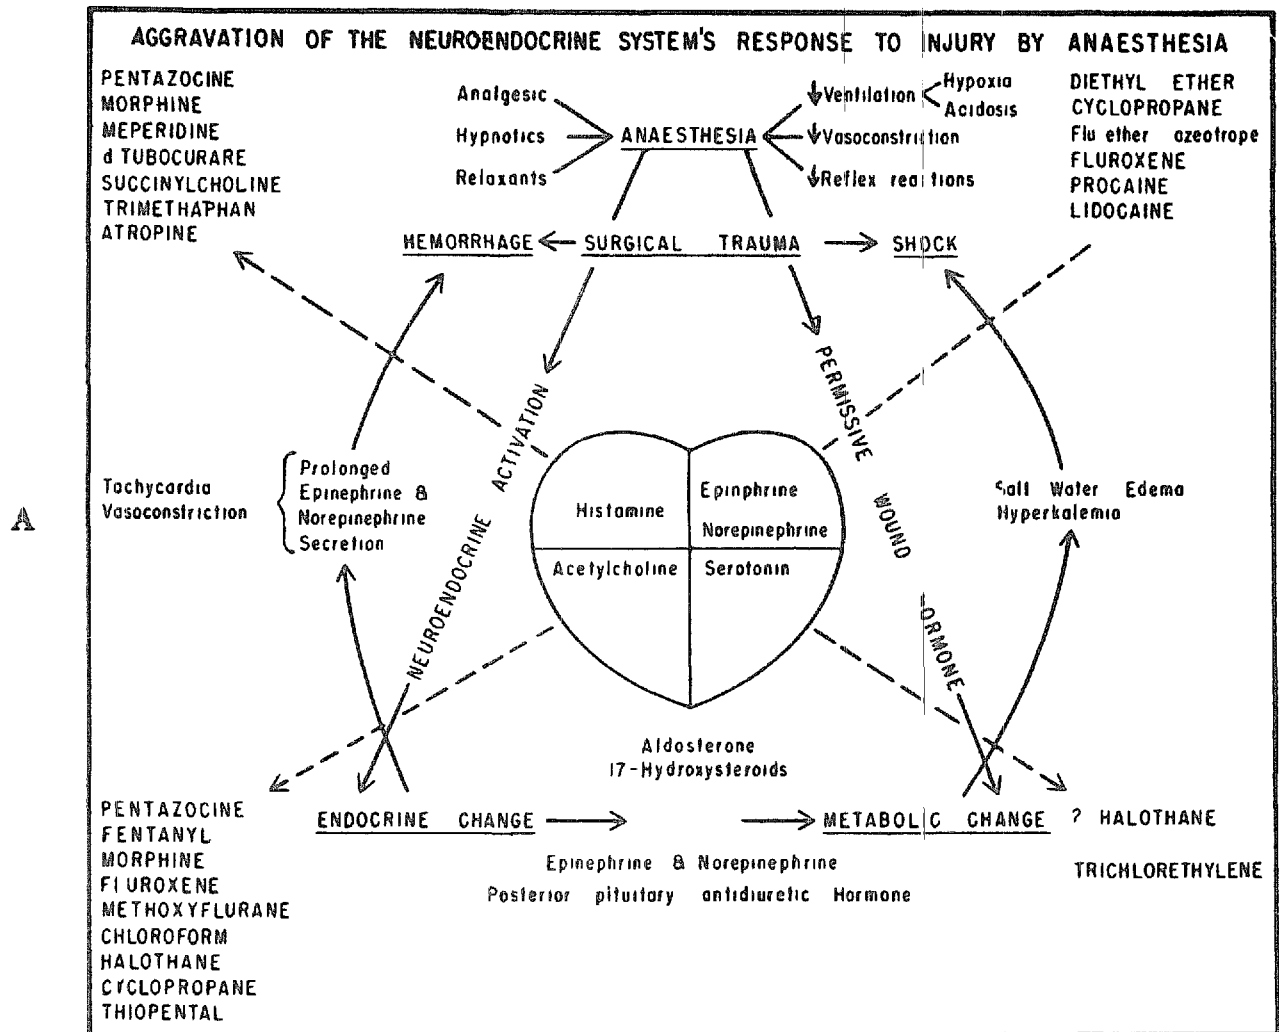 AGGRAVATION OF THE NEUROENDOCRINE SYSTEM'S RESPONSE TO INJURY BY ANAESTHESIA
PENTAZOCINE
MORPHINE
MEPERIDINE
d TUBOCURARE
SUCCINYLCHOLINE
TRIMETHAPHAN
ATROPINE
Analgesic
Hypnotics
Relaxants
ANAESTHESIA
Ventilation
Hypoxia
Acidosis
Vasoconstriction
Reflex reactions
DIETHYL ETHER
CYCLOPROPANE
Flu ether azeotrope
FLUROXENE
PROCAINE
LIDOCAINE
HEMORRHAGE
SURGICAL TRAUMA
SHOCK
NEUROENDOCRINE ACTIVATION
PERMISSIVE WOUND ORMONE
Tachycardia
Vasoconstriction
Prolonged
Epinephrine &
Norepinephrine
Secretion
Histamine
Epinphrine
Norepinephrine
Acetylcholine
Serotonin
Salt Water Edema
Hyperkalemia
A
Aldosterone
17-Hydroxysteroids
ENDOCRINE CHANGE
METABOLIC CHANGE
Epinephrine & Norepinephrine
Posterior pituitary antidiuretic Hormone
PENTAZOCINE
FENTANYL
MORPHINE
FLUROXENE
METHOXYFLURANE
CHLOROFORM
HALOTHANE
CYCLOPROPANE
THIOPENTAL
? HALOTHANE
TRICHLORETHYLENE